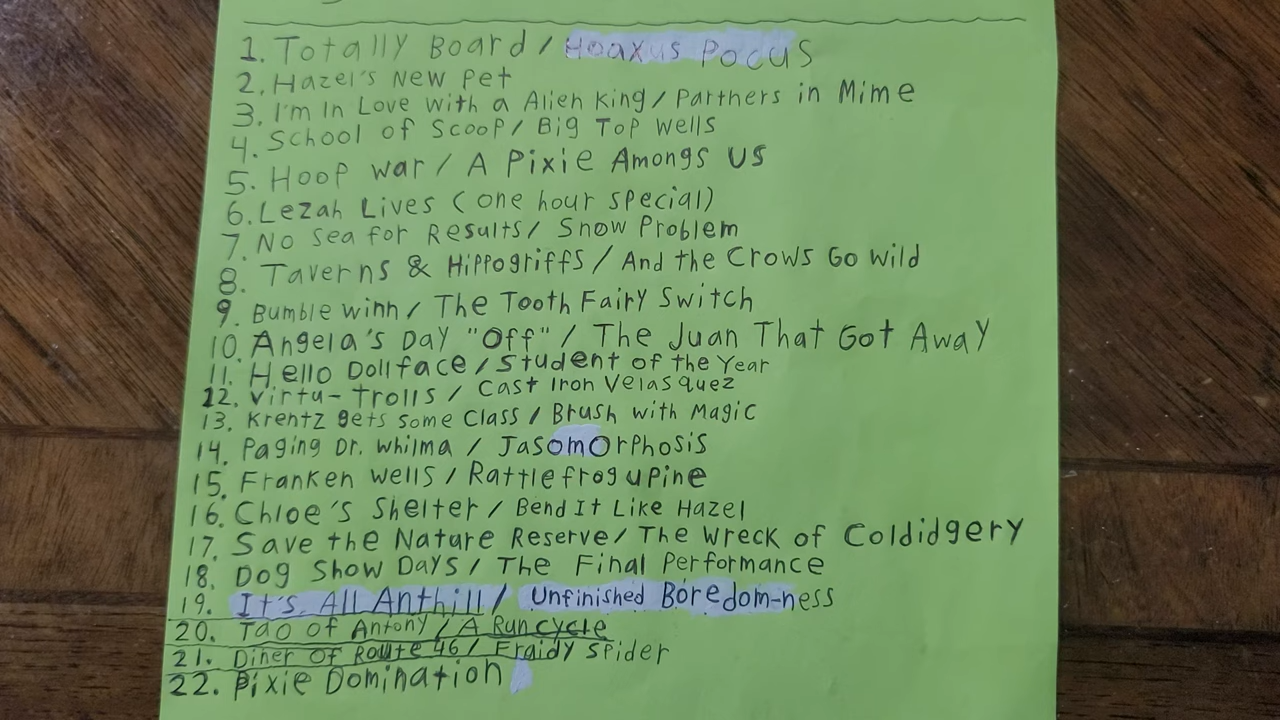 1. Totally Board / Hoaxus Pocus
2. Hazel's New Pet
3. I'm In Love with a Alien King / Partners in Mime
4. School of Scoop / Big Top Wells
5. Hoop war / A Pixie Amongs us
6. Lezah Lives (one hour special)
7. No sea for Results / Snow Problem
8. Taverns & Hippogriffs / And the Crows Go wild
9. Bumble winn / The Tooth Fairy Switch
10. Angela's Day "Off" / The Juan That Got Away
11. Hello Dollface / Student of the Year
12. Virtu-Trolls / Cast Iron Velasquez
13. Krentz gets some Class / Brush with Magic
14. Paging Dr. Whilma / Jasomorphosis
15. Franken wells / Rattlefrogupine
16. Chloe's Shelter / Bend It Like Hazel
17. Save the Nature Reserve / The Wreck of Coldidgery
18. Dog Show Days / The Final Performance
19. It's All Anthill / Unfinished Boredom-ness
20. Tao of Antony / A Run cycle
21. Diner Of Route 46 / Fraidy Spider
22. Pixie Domination